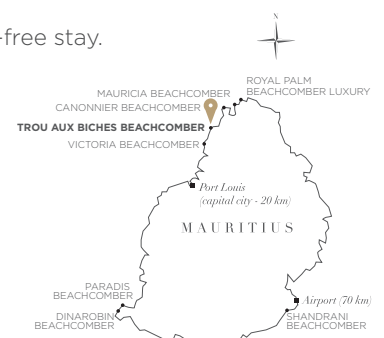 -free stay.
N
ROYAL PALM
BEACHCOMBER LUXURY
MAURICIA BEACHCOMBER
CANONNIER BEACHCOMBER
TROU AUX BICHES BEACHCOMBER
VICTORIA BEACHCOMBER
Port Louis
(capital city - 20 km)
MAURITIUS
PARADIS
BEACHCOMBER
DINAROBIN
BEACHCOMBER
Airport (70 km)
SHANDRANI
BEACHCOMBER